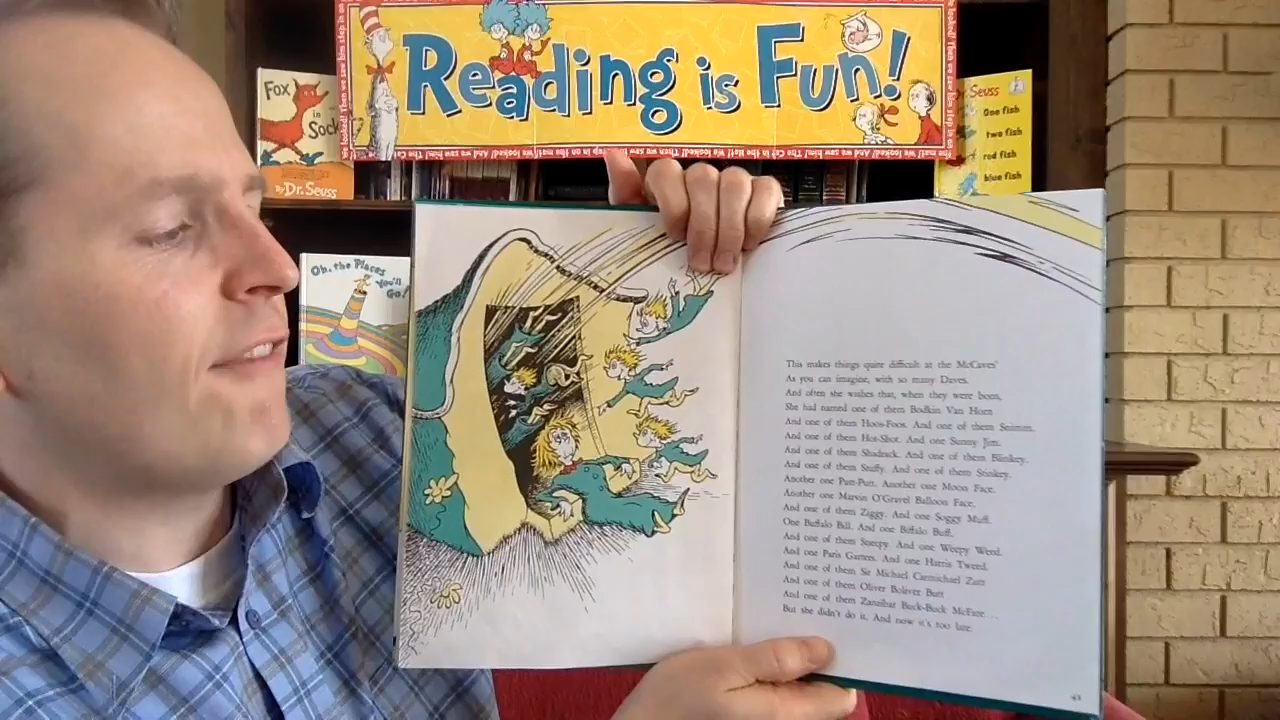 Reading is Fun!
Fox
in
Sock
By Dr. Seuss
Dr. Seuss
One fish
two fish
red fish
blue fish
Oh, the Places
You'll
Go!
This makes things quite difficult at the McCaves'
As you can imagine, with so many Daves.
And often she wishes that, when they were born,
She had named one of them Bodkin Van Horn
And one of them Hoos-Foos. And one of them Snimm.
And one of them Hot-Shot. And one Sunny Jim.
And one of them Shadrack. And one of them Blinkey.
And one of them Stuffy. And one of them Stinkey.
Another one Putt-Putt. Another one Moon Face.
Another one Marvin O'Gravel Balloon Face.
And one of them Ziggy. And one Soggy Muff.
One Buffalo Bill. And one Biffalo Buff.
And one of them Sneepy. And one Weepy Weed.
And one Paris Garters. And one Harris Tweed.
And one of them Sir Michael Carmichael Zutt
And one of them Oliver Boliver Butt
And one of them Zanzibar Buck-Buck McFate ...
But she didn't do it. And now it's too late.